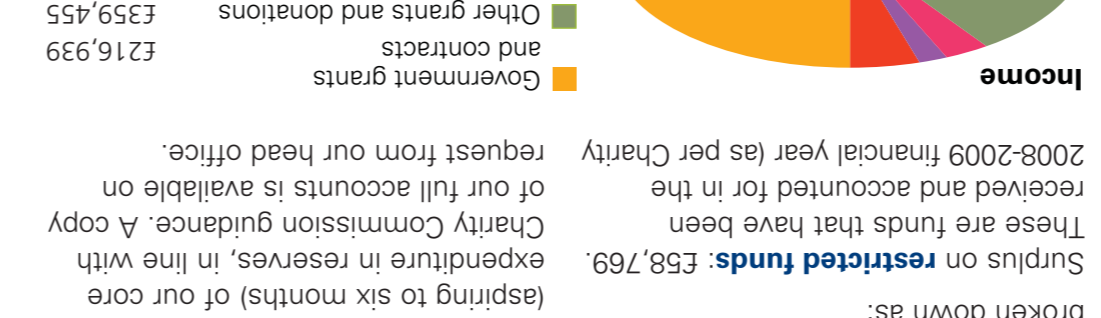 broken down as:
Surplus on restricted funds: £58,769.
These are funds that have been
received and accounted for in the
2008-2009 financial year (as per Charity
(aspiring to six months) of our core
expenditure in reserves, in line with
Charity Commission guidance. A copy
of our full accounts is available on
request from our head office.
Income
Government grants
and contracts £216,939
Other grants and donations £359,455